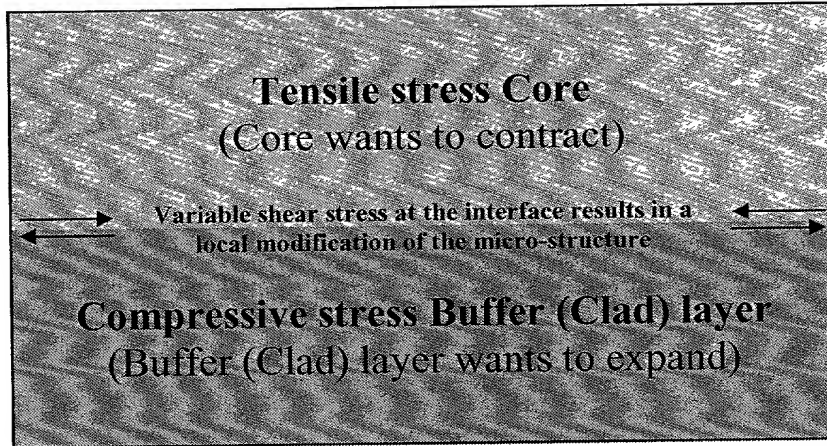 Tensile stress Core
(Core wants to contract)
Variable shear stress at the interface results in a
local modification of the micro-structure
Compressive stress Buffer (Clad) layer
(Buffer (Clad) layer wants to expand)